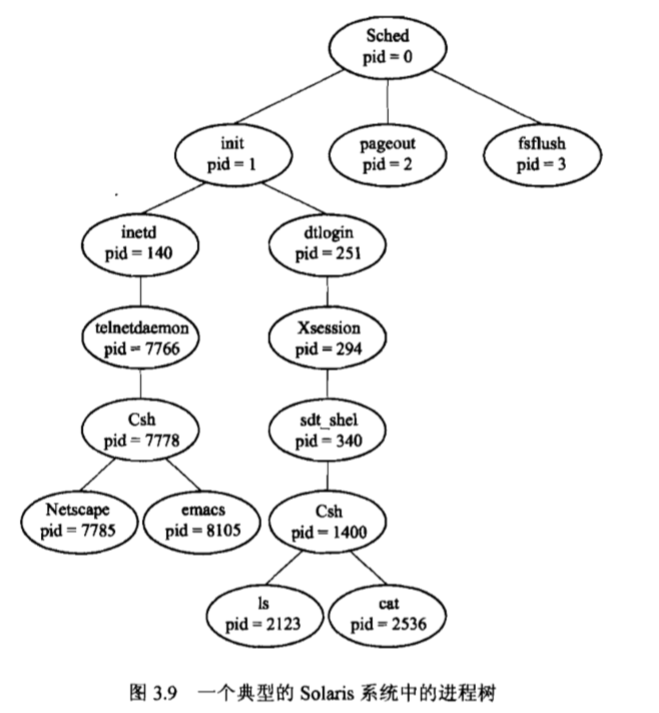 Sched
pid = 0
init
pid = 1
pageout
pid = 2
fsflush
pid = 3
inetd
pid = 140
dtlogin
pid = 251
telnetdaemon
pid = 7766
Xsession
pid = 294
Csh
pid = 7778
sdt_shel
pid = 340
Netscape
pid = 7785
emacs
pid = 8105
Csh
pid = 1400
ls
pid = 2123
cat
pid = 2536
图 3.9 一个典型的 Solaris 系统中的进程树